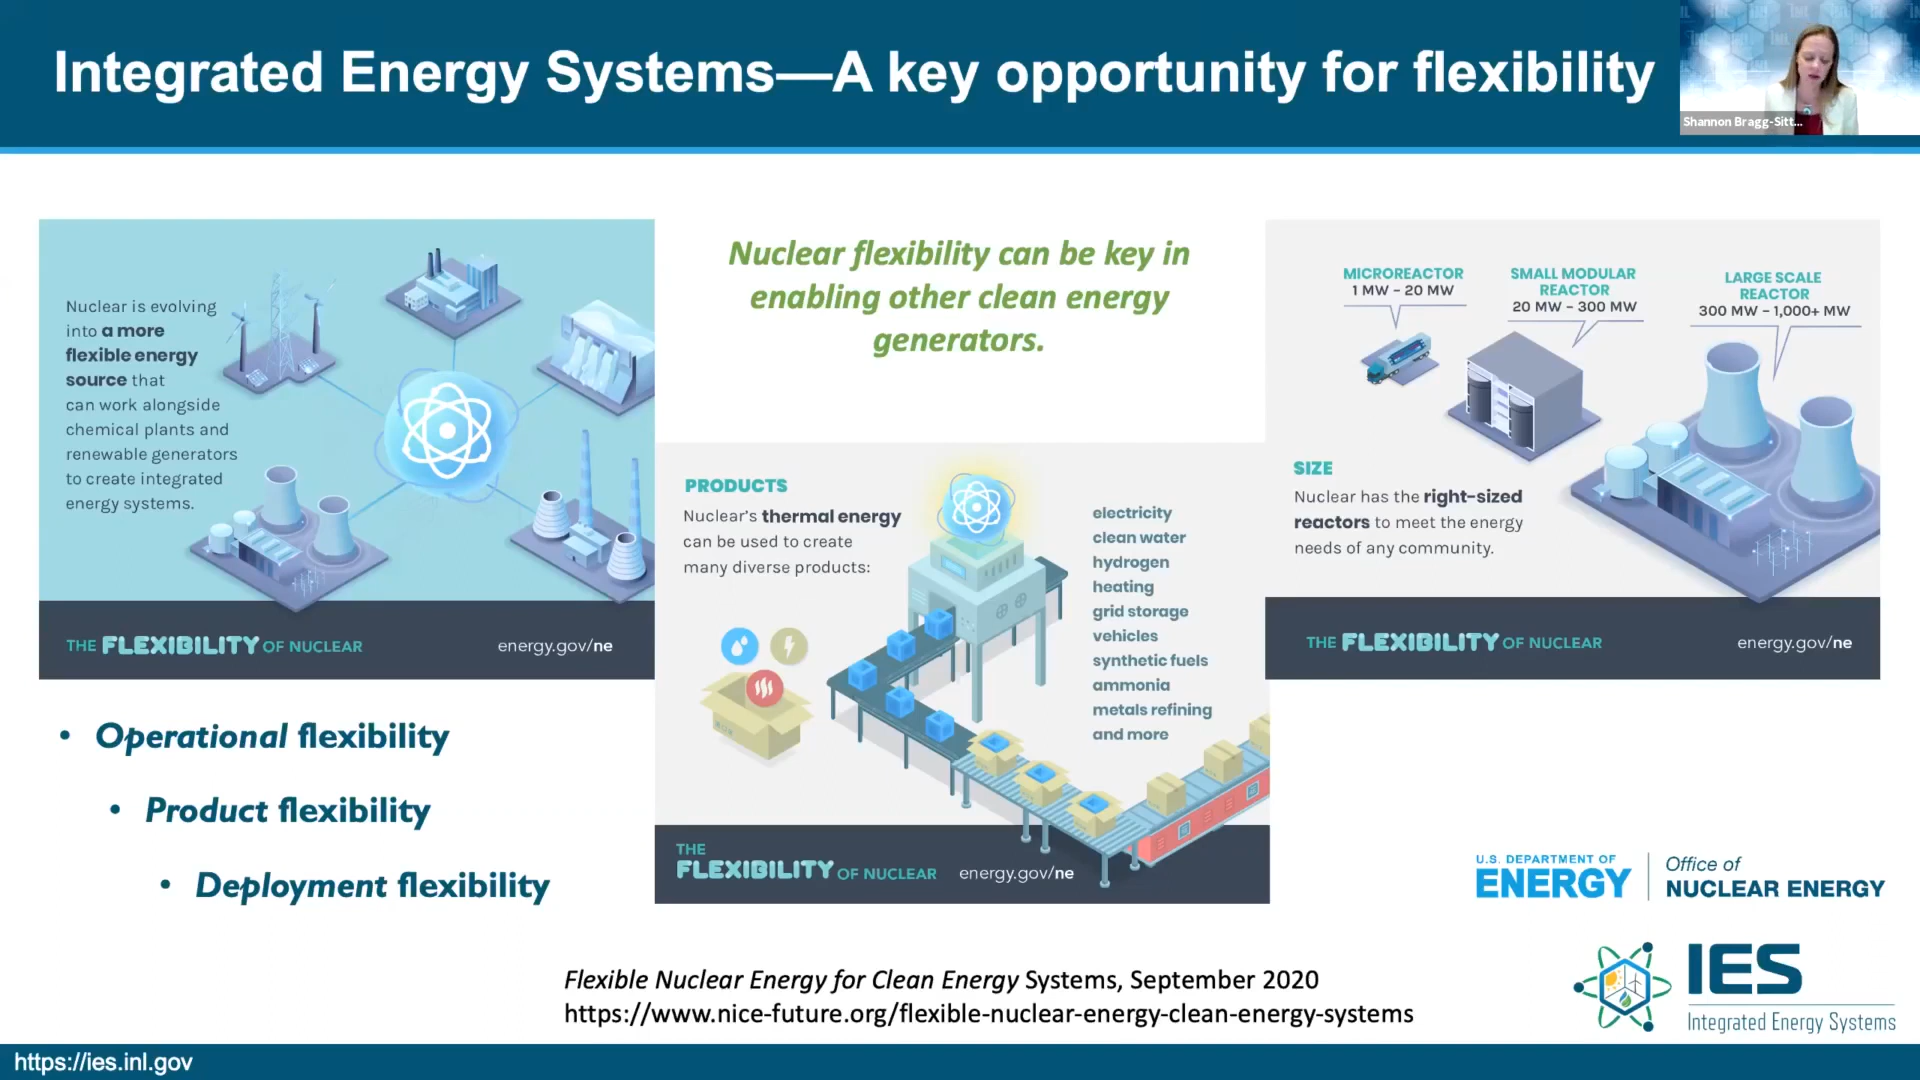 Integrated Energy Systems—A key opportunity for flexibility
Shannon Bragg-Sitt...
Nuclear is evolving
into a more
flexible energy
source that
can work alongside
chemical plants and
renewable generators
to create integrated
energy systems.
THE FLEXIBILITY OF NUCLEAR
energy.gov/ne
Nuclear flexibility can be key in
enabling other clean energy
generators.
PRODUCTS
Nuclear's thermal energy
can be used to create
many diverse products:
electricity
clean water
hydrogen
heating
grid storage
vehicles
synthetic fuels
ammonia
metals refining
and more
THE
FLEXIBILITY OF NUCLEAR
energy.gov/ne
MICROREACTOR
1 MW – 20 MW
SMALL MODULAR
REACTOR
20 MW – 300 MW
LARGE SCALE
REACTOR
300 MW – 1,000+ MW
SIZE
Nuclear has the right-sized
reactors to meet the energy
needs of any community.
THE FLEXIBILITY OF NUCLEAR
energy.gov/ne
• Operational flexibility
• Product flexibility
• Deployment flexibility
U.S. DEPARTMENT OF
ENERGY
Office of
NUCLEAR ENERGY
Flexible Nuclear Energy for Clean Energy Systems, September 2020
https://www.nice-future.org/flexible-nuclear-energy-clean-energy-systems
IES
Integrated Energy Systems
https://ies.inl.gov